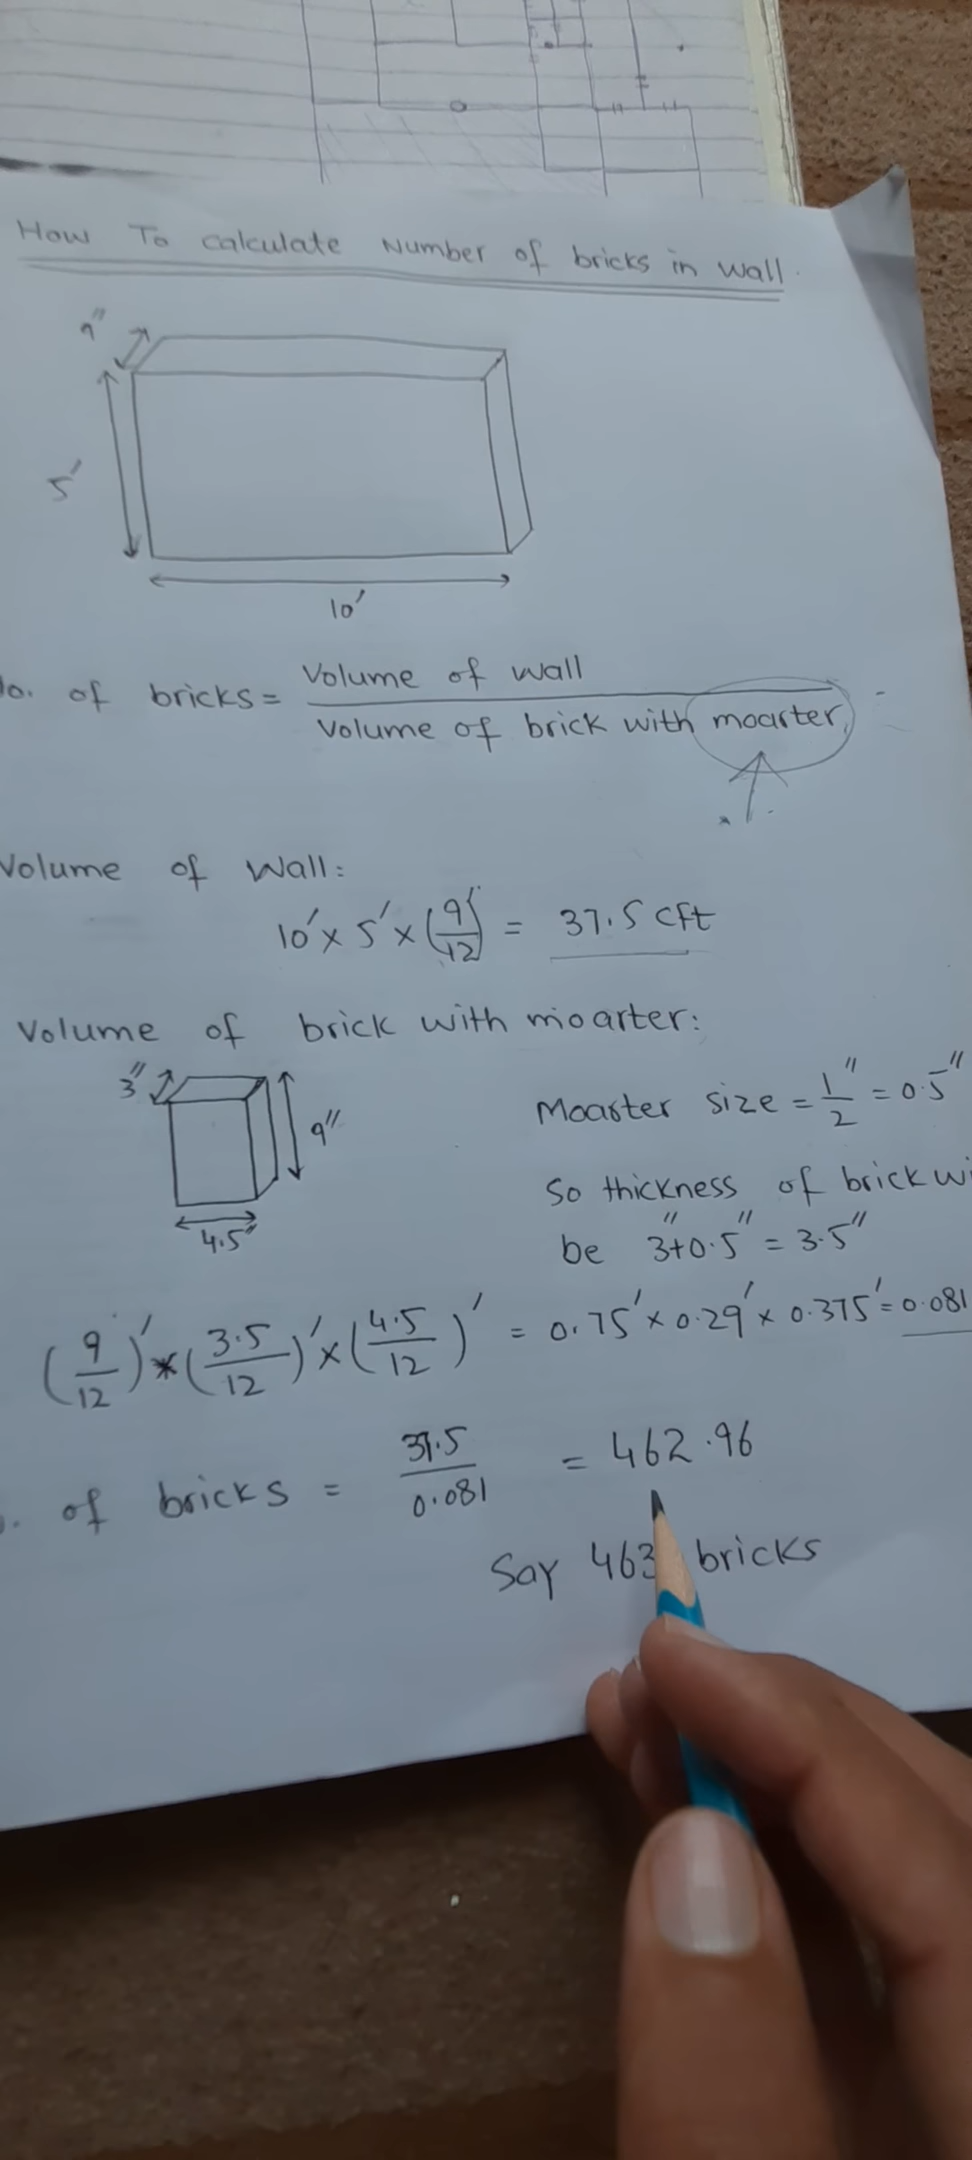 How To calculate Number of bricks in wall.
9"
5'
10'
of bricks = Volume of wall
Volume of brick with moarter.
Volume of Wall:
10' x 5' x (9/12)' = 37.5 cft
Volume of brick with moarter:
3"
9"
4.5"
Moarter size = 1/2" = 0.5"
So thickness of brick wi
be 3"+0.5" = 3.5"
(9/12)' * (3.5/12)' x (4.5/12)' = 0.75' x 0.29' x 0.375' = 0.081
of bricks = 37.5/0.081 = 462.96
Say 463 bricks